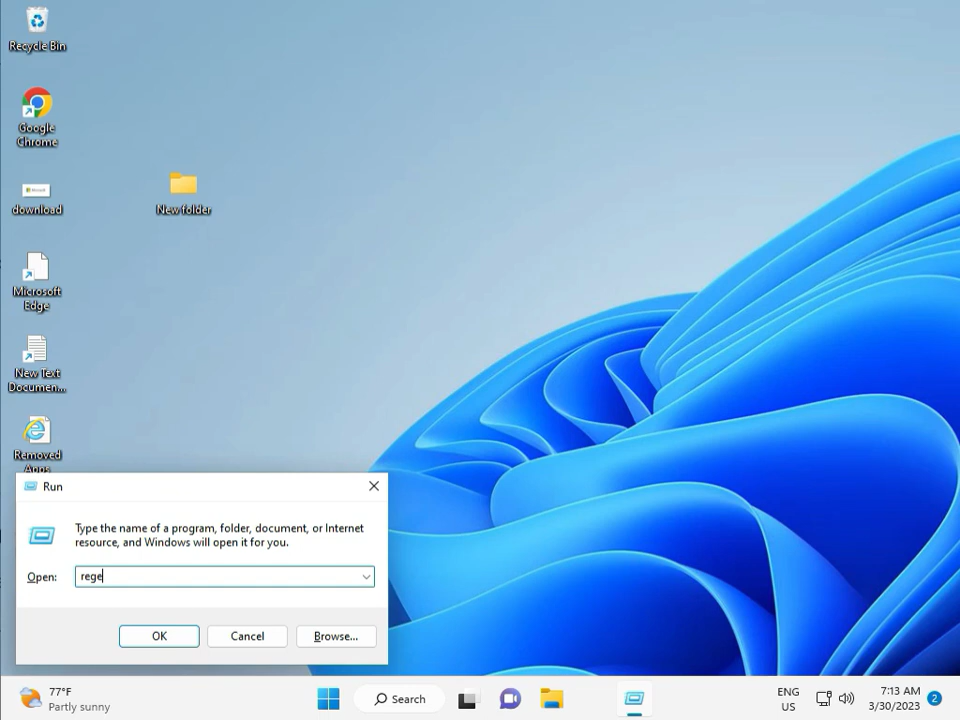 Recycle Bin
Google
Chrome
download
New folder
Microsoft
Edge
New Text
Documen...
Removed
Apps
Run
Type the name of a program, folder, document, or Internet
resource, and Windows will open it for you.
Open:
rege
OK
Cancel
Browse...
77°F
Partly sunny
Search
ENG
US
7:13 AM
3/30/2023
2